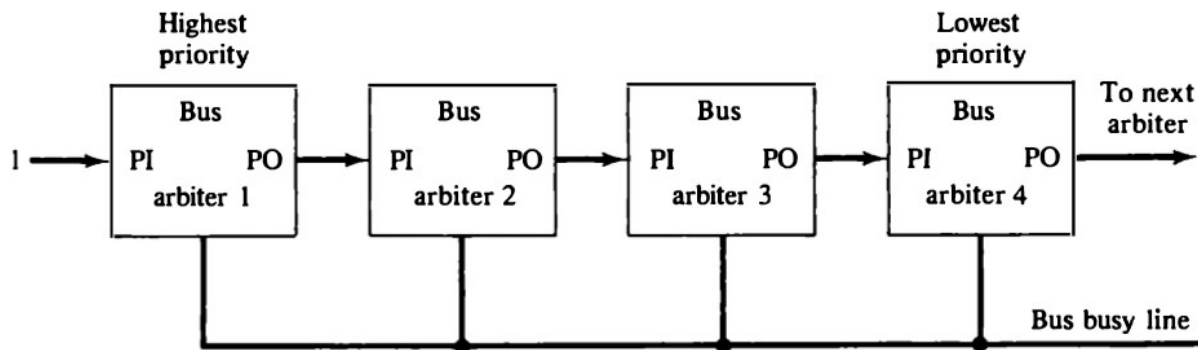 Highest
priority
Lowest
priority
Bus
PI PO
arbiter 1
Bus
PI PO
arbiter 2
Bus
PI PO
arbiter 3
Bus
PI PO
arbiter 4
1
To next
arbiter
Bus busy line